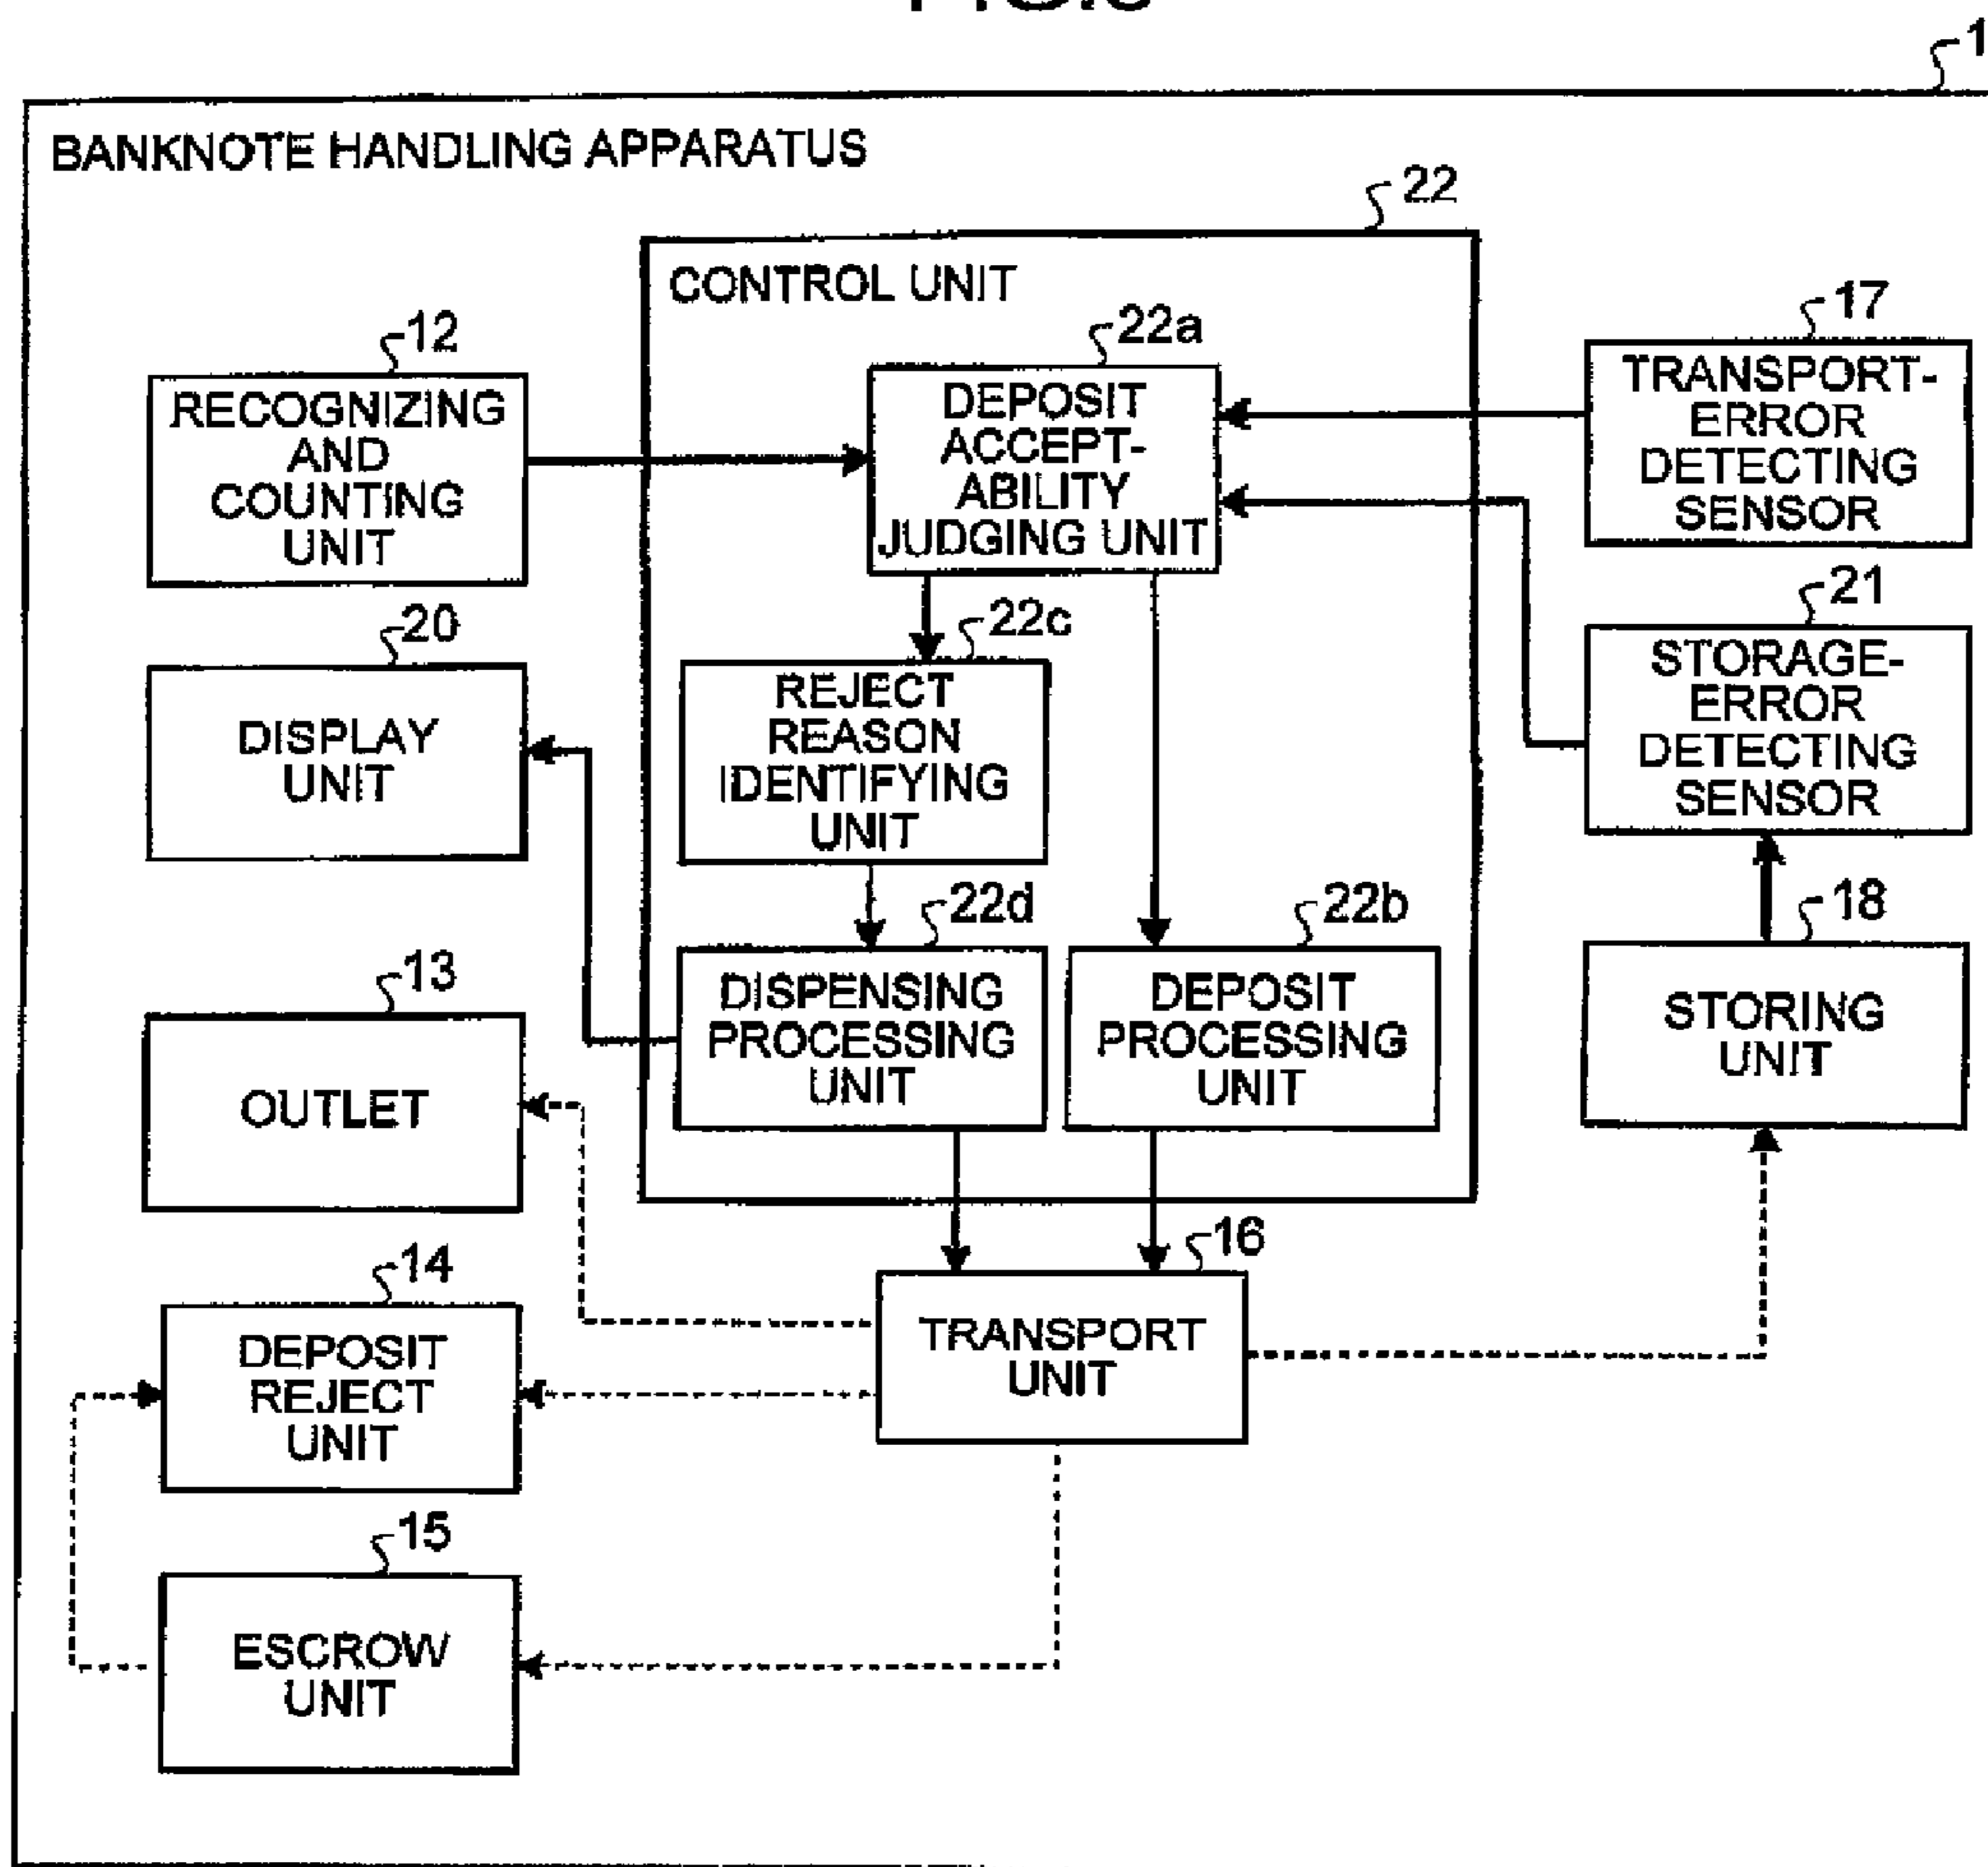 1
BANKNOTE HANDLING APPARATUS
22
CONTROL UNIT
12
RECOGNIZING
AND
COUNTING
UNIT
22a
DEPOSIT
ACCEPT-
ABILITY
JUDGING UNIT
17
TRANSPORT-
ERROR
DETECTING
SENSOR
20
DISPLAY
UNIT
22c
REJECT
REASON
IDENTIFYING
UNIT
21
STORAGE-
ERROR
DETECTING
SENSOR
13
OUTLET
22d
DISPENSING
PROCESSING
UNIT
22b
DEPOSIT
PROCESSING
UNIT
18
STORING
UNIT
14
DEPOSIT
REJECT
UNIT
16
TRANSPORT
UNIT
15
ESCROW
UNIT